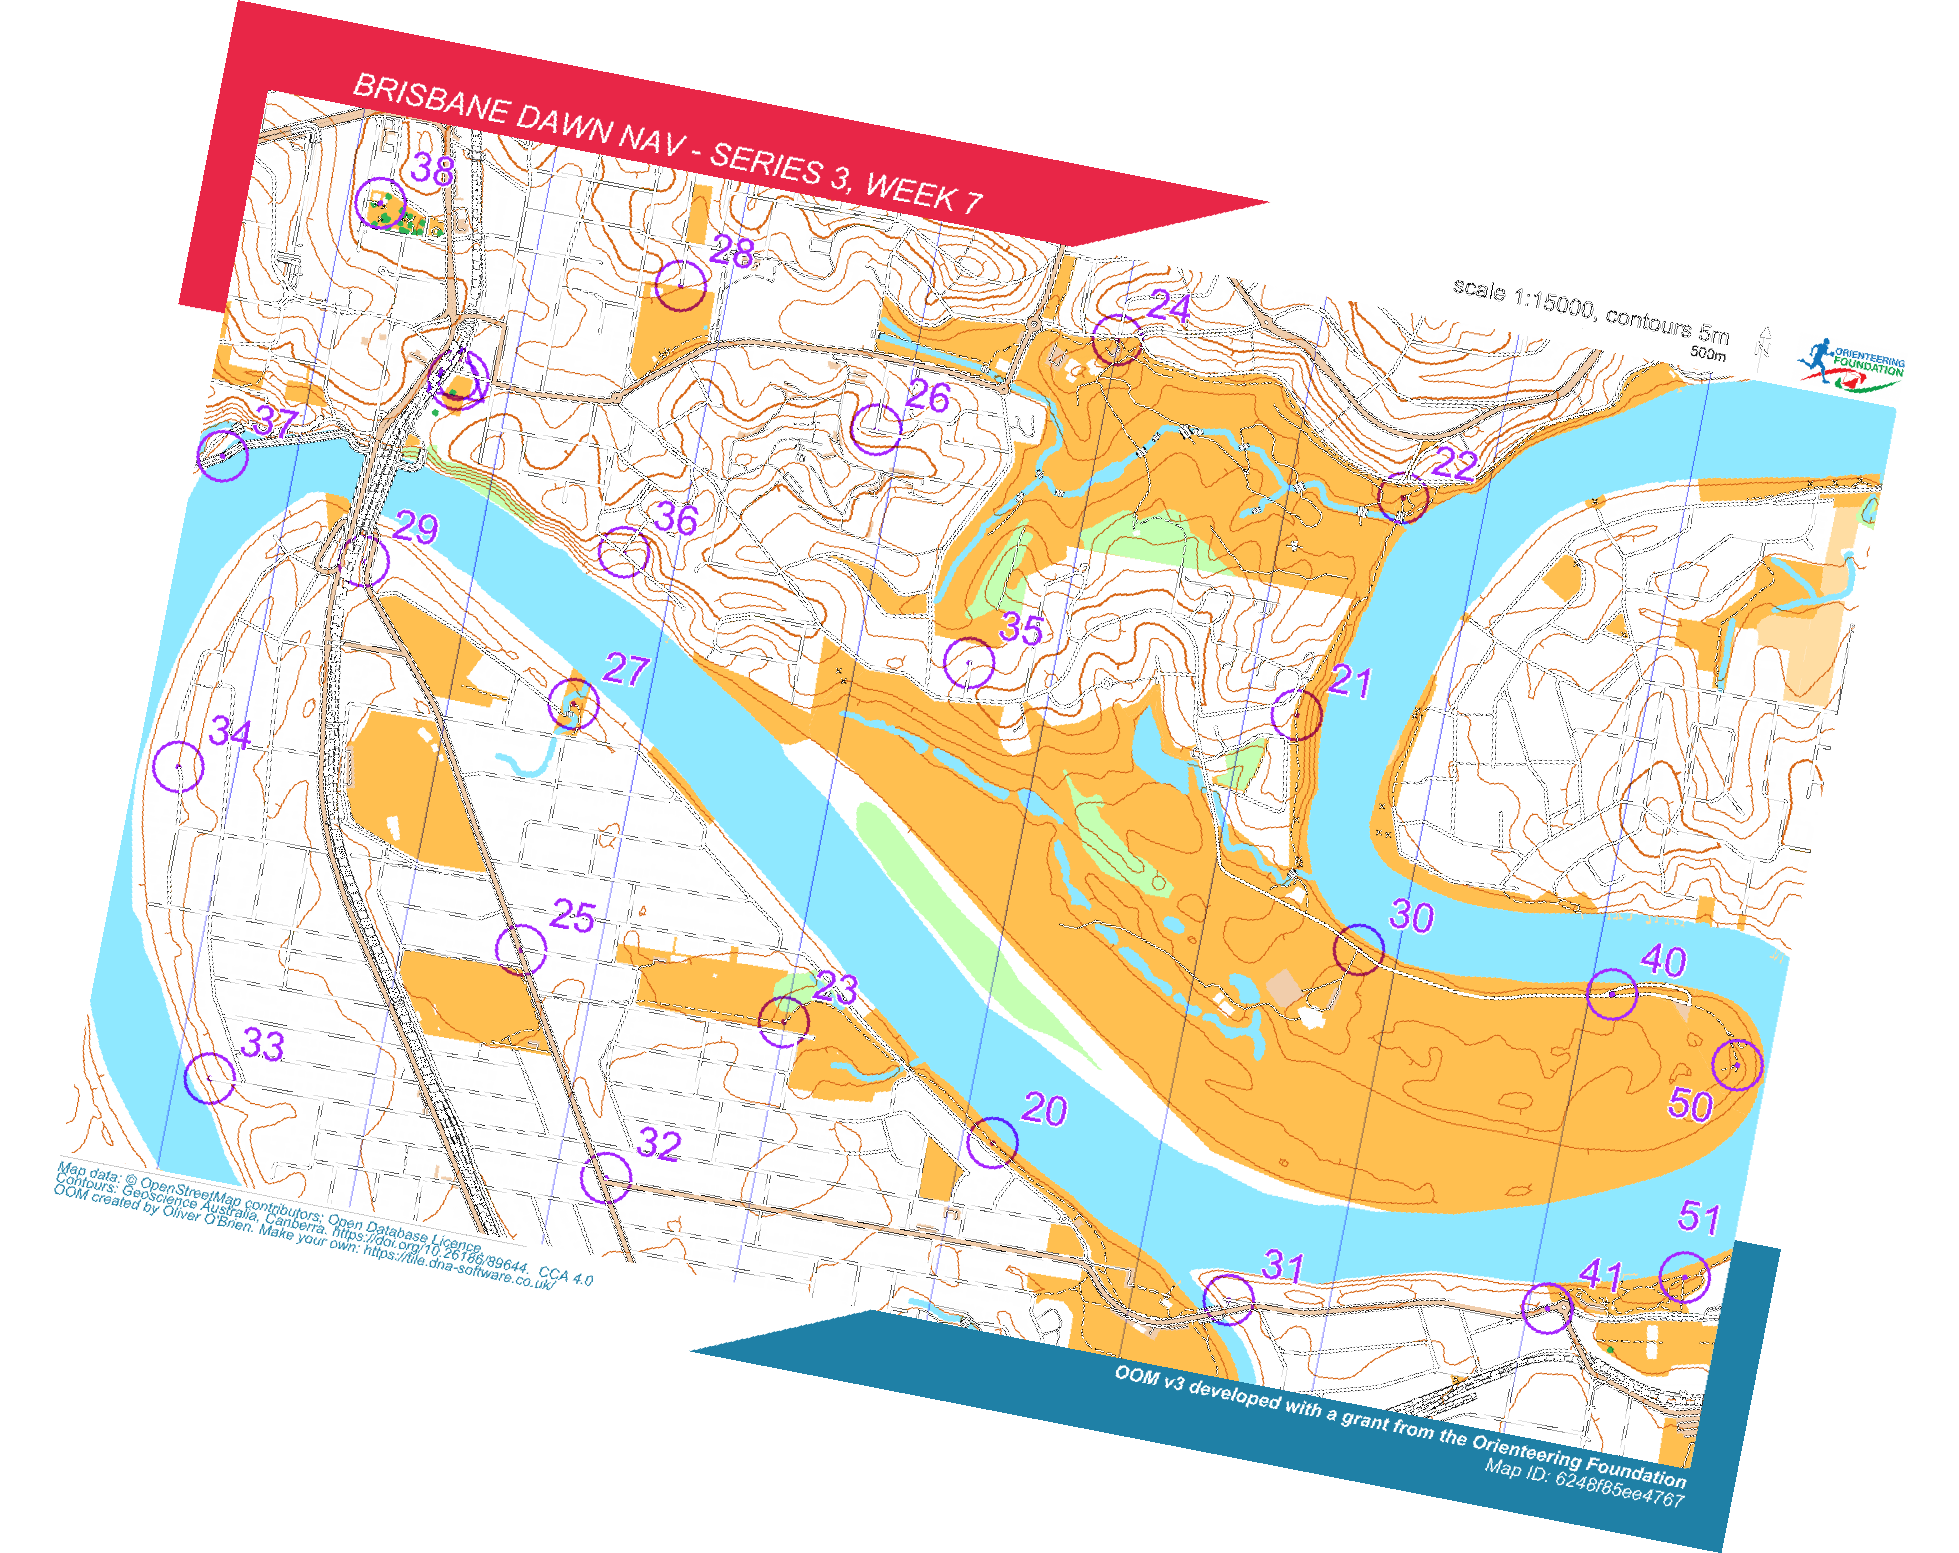 BRISBANE DAWN NAV - SERIES 3, WEEK 7
scale 1:15000, contours 5m
500m
N
ORIENTEERING
FOUNDATION
38
28
24
26
37
22
36
29
35
27
21
34
30
25
40
23
33
50
20
32
51
31
41
Map data: © OpenStreetMap contributors; Open Database Licence.
Contours: Geoscience Australia, Canberra. https://doi.org/10.26186/89644. CCA 4.0
OOM created by Oliver O'Brien. Make your own: https://tile.dna-software.co.uk/
OOM v3 developed with a grant from the Orienteering Foundation
Map ID: 6248f85ee4767